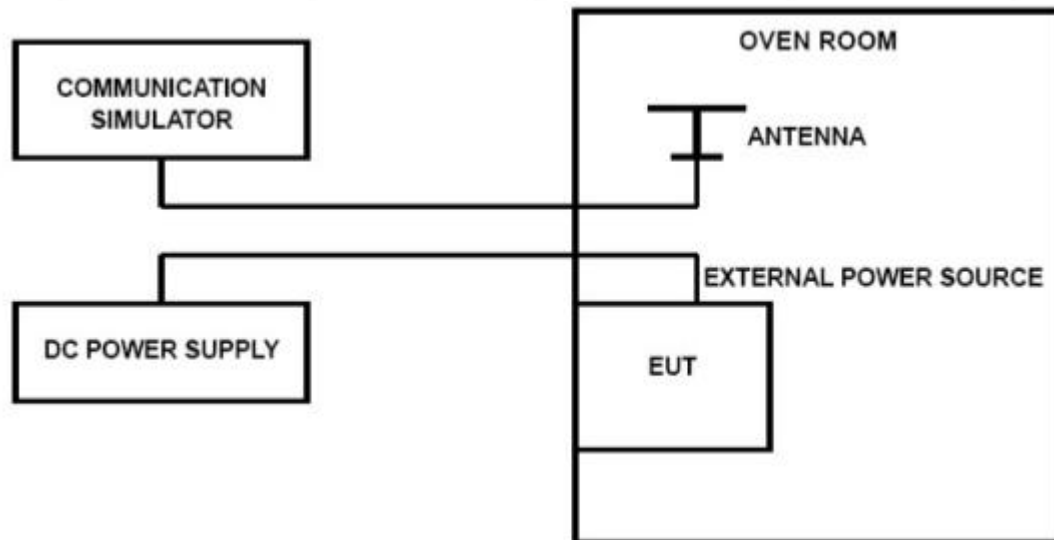 COMMUNICATION
SIMULATOR
OVEN ROOM
ANTENNA
EXTERNAL POWER SOURCE
DC POWER SUPPLY
EUT